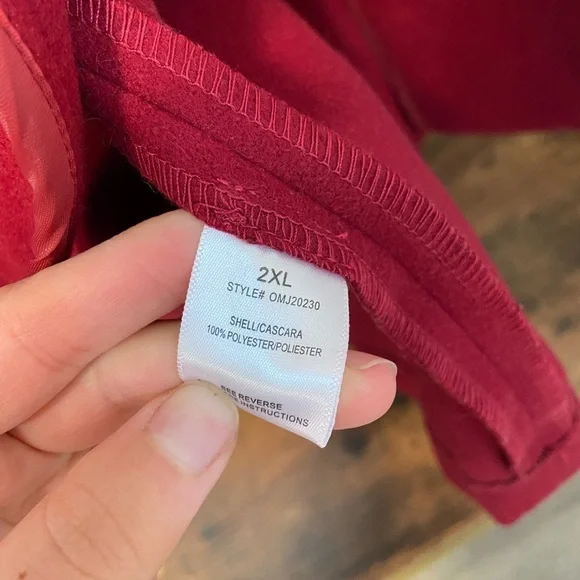 2XL
STYLE# OMJ20230
SHELL/CASCARA
100% POLYESTER/POLIESTER
SEE REVERSE
INSTRUCTIONS